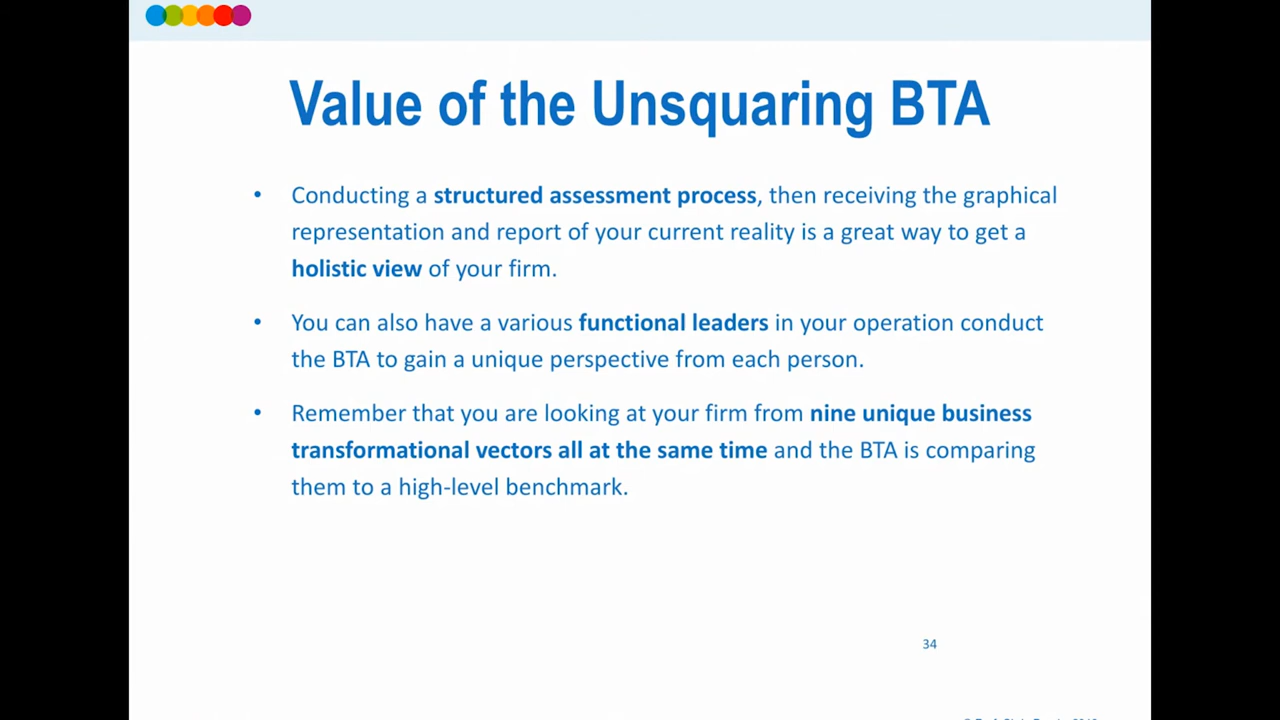 Value of the Unsquaring BTA
• Conducting a structured assessment process, then receiving the graphical
representation and report of your current reality is a great way to get a
holistic view of your firm.
• You can also have a various functional leaders in your operation conduct
the BTA to gain a unique perspective from each person.
• Remember that you are looking at your firm from nine unique business
transformational vectors all at the same time and the BTA is comparing
them to a high-level benchmark.
34